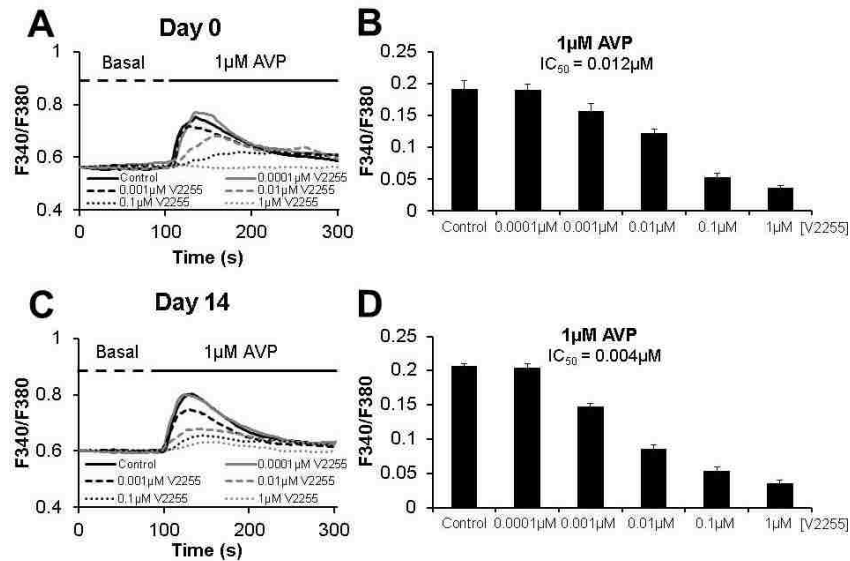 A
Day 0
1
Basal
1µM AVP
0.8
F340/F380
0.6
Control
0.0001µM V2255
0.001µM V2255
0.01µM V2255
0.1µM V2255
1µM V2255
0.4
0 100 200 300
Time (s)
B
1µM AVP
IC50 = 0.012µM
0.25
0.2
0.15
0.1
0.05
0
F340/F380
Control 0.0001µM 0.001µM 0.01µM 0.1µM 1µM [V2255]
C
Day 14
1
Basal
1µM AVP
0.8
F340/F380
0.6
Control
0.0001µM V2255
0.001µM V2255
0.01µM V2255
0.1µM V2255
1µM V2255
0.4
0 100 200 300
Time (s)
D
1µM AVP
IC50 = 0.004µM
0.25
0.2
0.15
0.1
0.05
0
F340/F380
Control 0.0001µM 0.001µM 0.01µM 0.1µM 1µM [V2255]